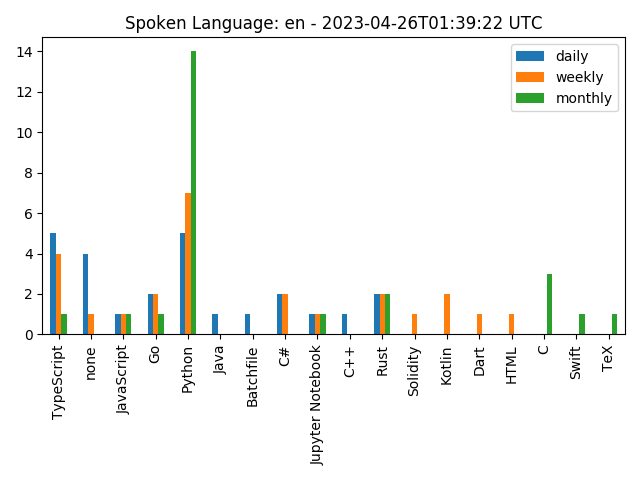 Spoken Language: en - 2023-04-26T01:39:22 UTC
daily
weekly
monthly
14
12
10
8
6
4
2
0
TypeScript
none
JavaScript
Go
Python
Java
Batchfile
C#
Jupyter Notebook
C++
Rust
Solidity
Kotlin
Dart
HTML
C
Swift
TeX